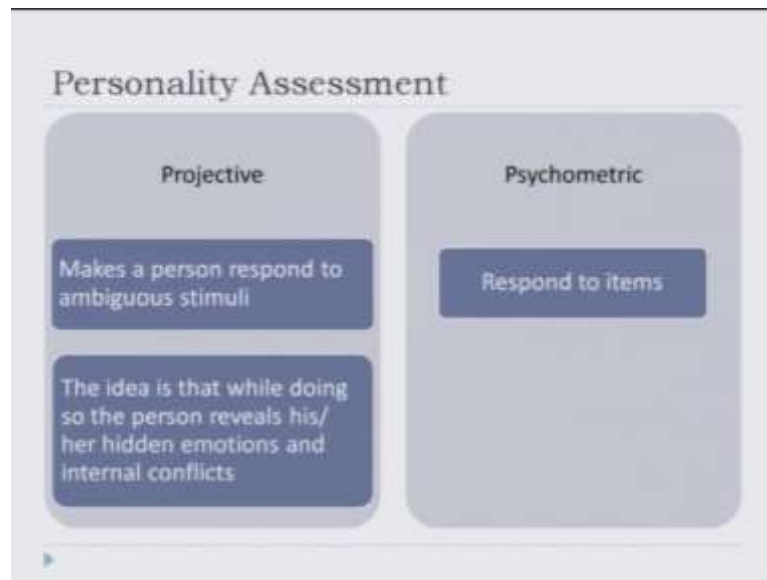 Personality Assessment
Projective
Makes a person respond to
ambiguous stimuli
The idea is that while doing
so the person reveals his/
her hidden emotions and
internal conflicts
Psychometric
Respond to items